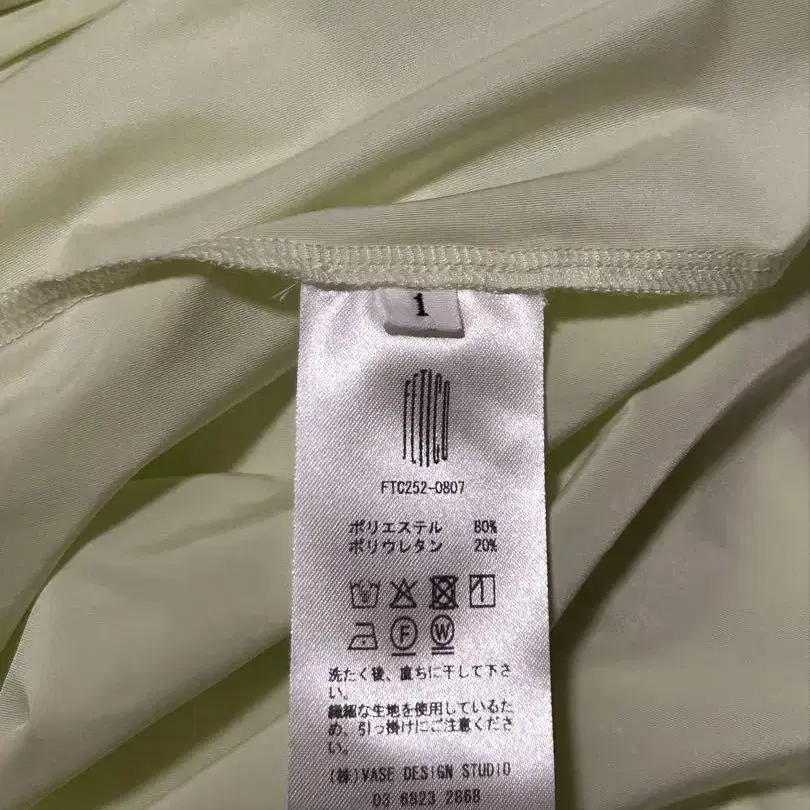 1
FETICO
FTC252-0807
ポリエステル 80%
ポリウレタン 20%
F W
洗たく後、直ちに干して下さ
い。
繊細な生地を使用しているた
め、引っ掛けにご注意くださ
い。
(株)VASE DESIGN STUDIO
03 6823 2668